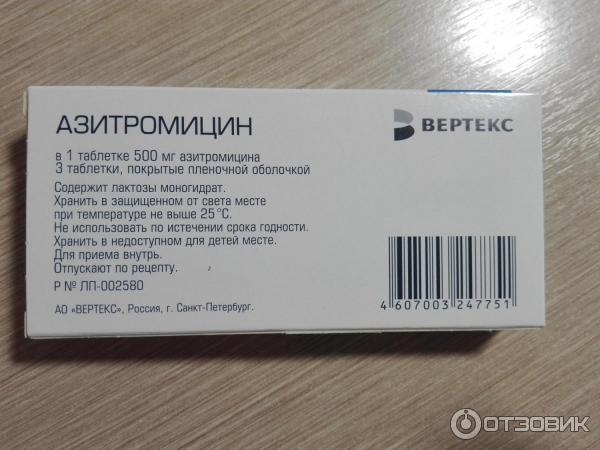 АЗИТРОМИЦИН
ВЕРТЕКС
в 1 таблетке 500 мг азитромицина
3 таблетки, покрытые пленочной оболочкой
Содержит лактозы моногидрат.
Хранить в защищенном от света месте
при температуре не выше 25°С.
Не использовать по истечении срока годности.
Хранить в недоступном для детей месте.
Для приема внутрь.
Отпускают по рецепту.
Р № ЛП-002580
АО «ВЕРТЕКС», Россия, г. Санкт-Петербург.
4 607003 247751
ОТЗОВИК